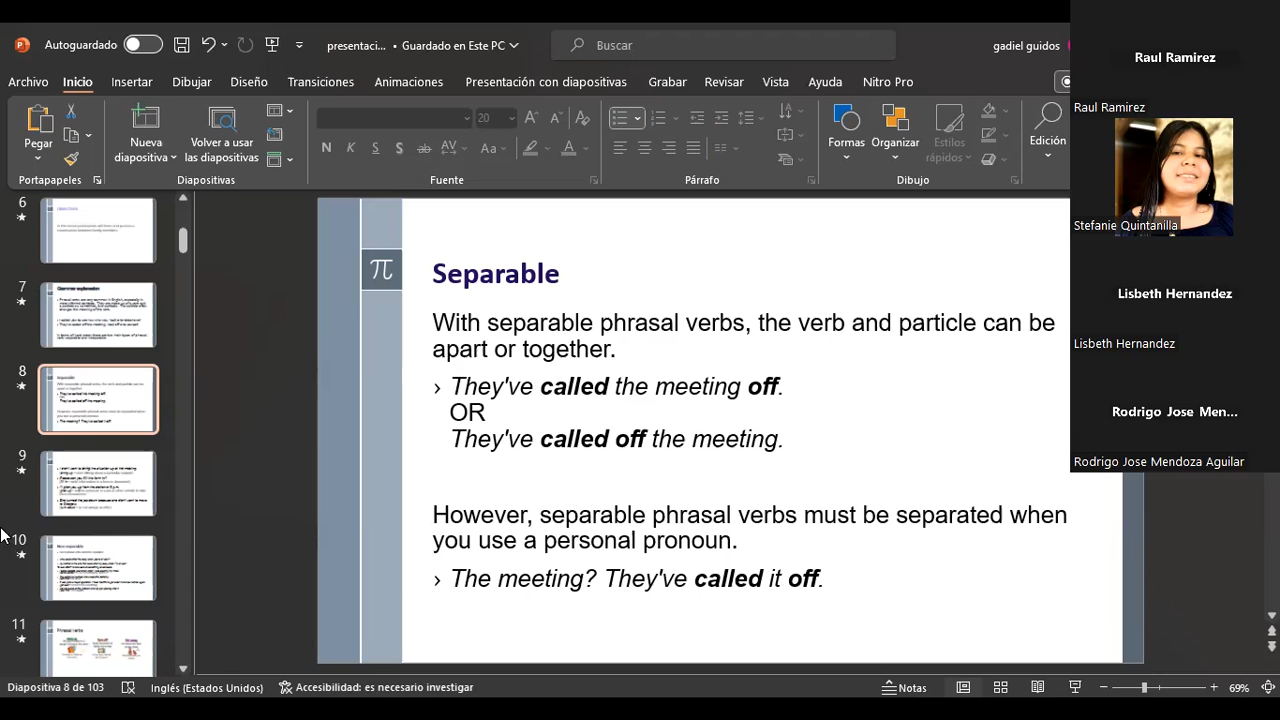 Autoguardado
presentaci... • Guardado en Este PC
Buscar
gadiel guidos
Archivo Inicio Insertar Dibujar Diseño Transiciones Animaciones Presentación con diapositivas Grabar Revisar Vista Ayuda Nitro Pro
Pegar
Nueva
diapositiva
Volver a usar
las diapositivas
20
N K S S ab AV Aa A
Formas
Organizar
Estilos
rápidos
Edición
Portapapeles
Diapositivas
Fuente
Párrafo
Dibujo
6
7
8
9
10
11
π
Separable
With separable phrasal verbs, the verb and particle can be
apart or together.
› They've called the meeting off.
OR
They've called off the meeting.
However, separable phrasal verbs must be separated when
you use a personal pronoun.
› The meeting? They've called it off.
Raul Ramirez
Raul Ramirez
Stefanie Quintanilla
Lisbeth Hernandez
Lisbeth Hernandez
Rodrigo Jose Men...
Rodrigo Jose Mendoza Aguilar
Diapositiva 8 de 103
Inglés (Estados Unidos)
Accesibilidad: es necesario investigar
Notas
69%